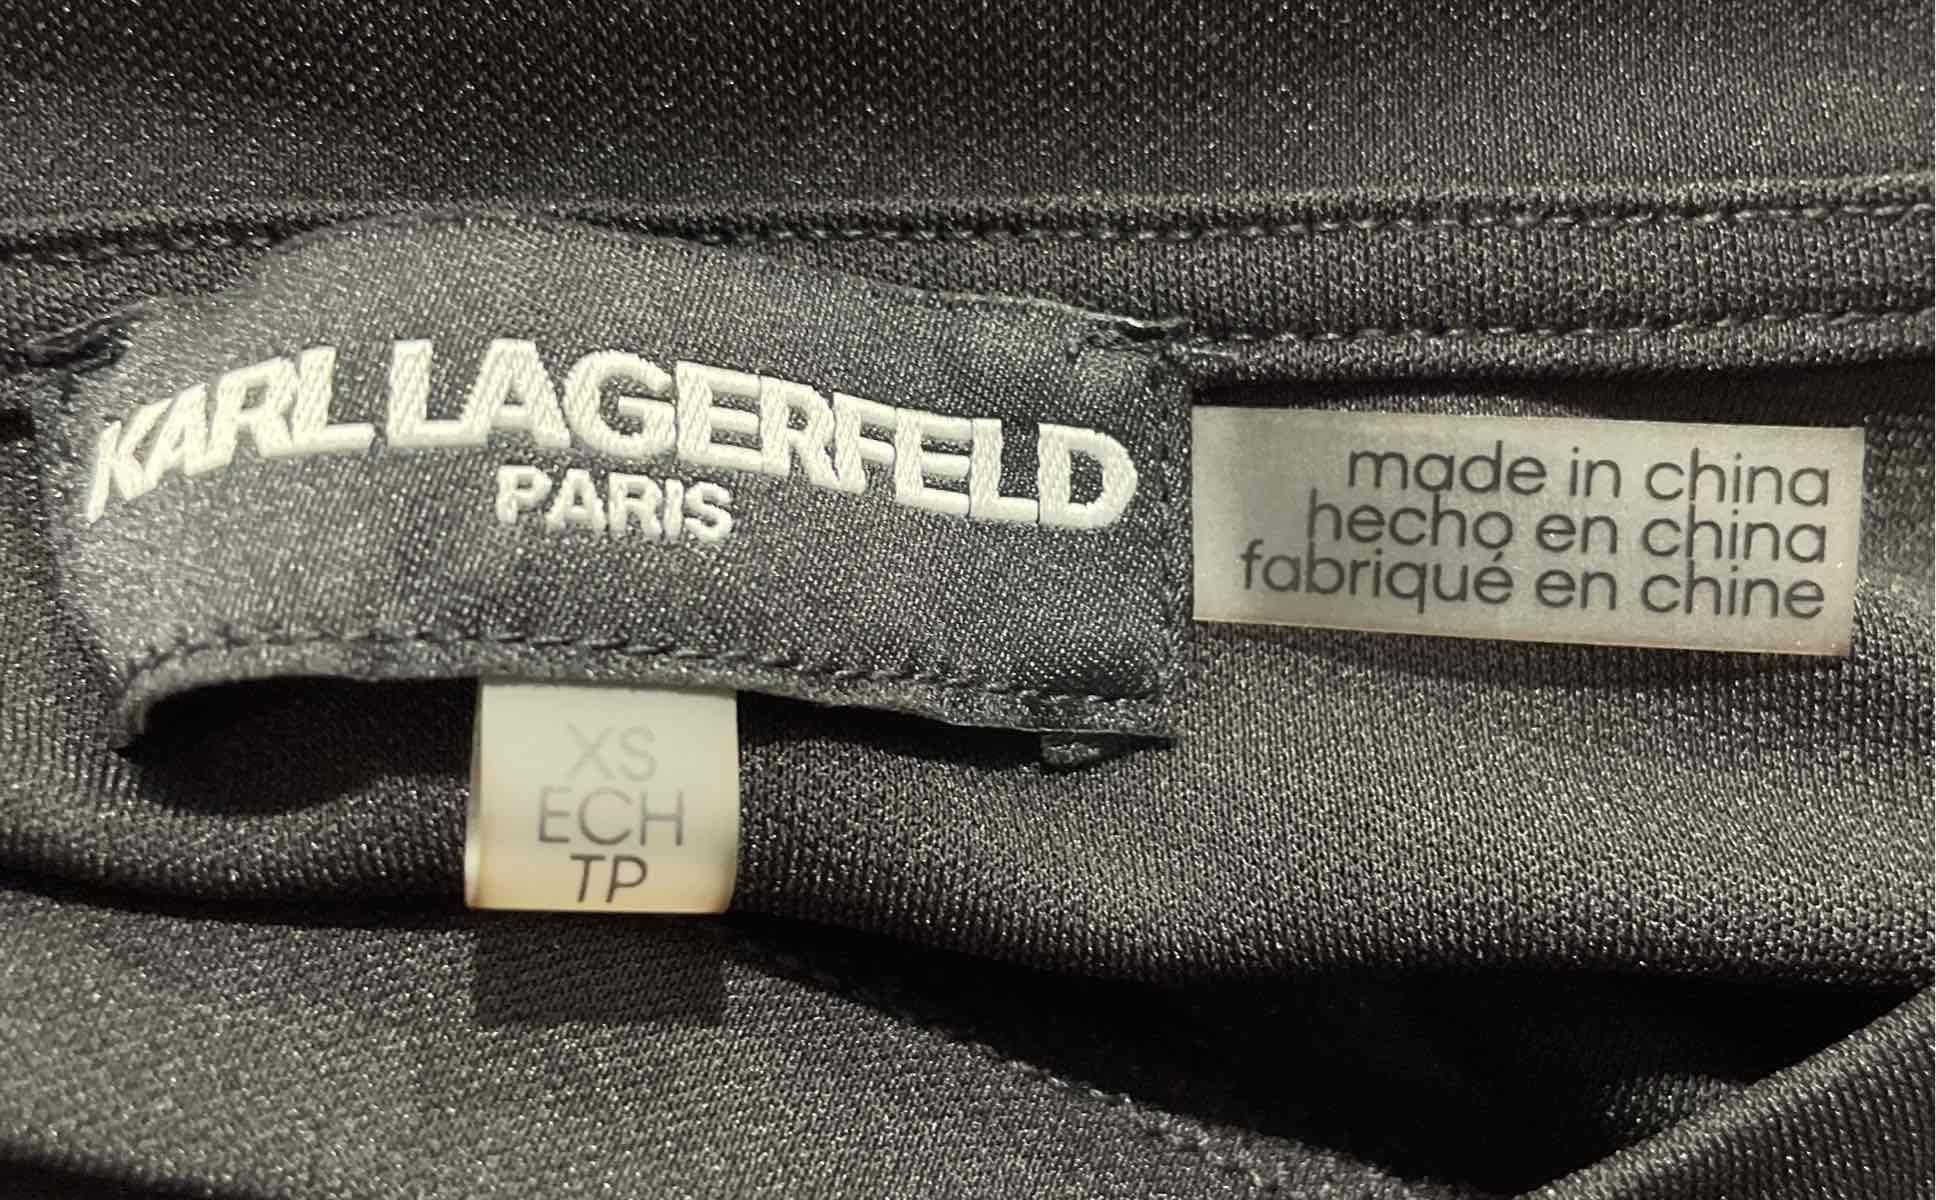 KARL LAGERFELD
PARIS
made in china
hecho en china
fabriqué en chine
XS
ECH
TP